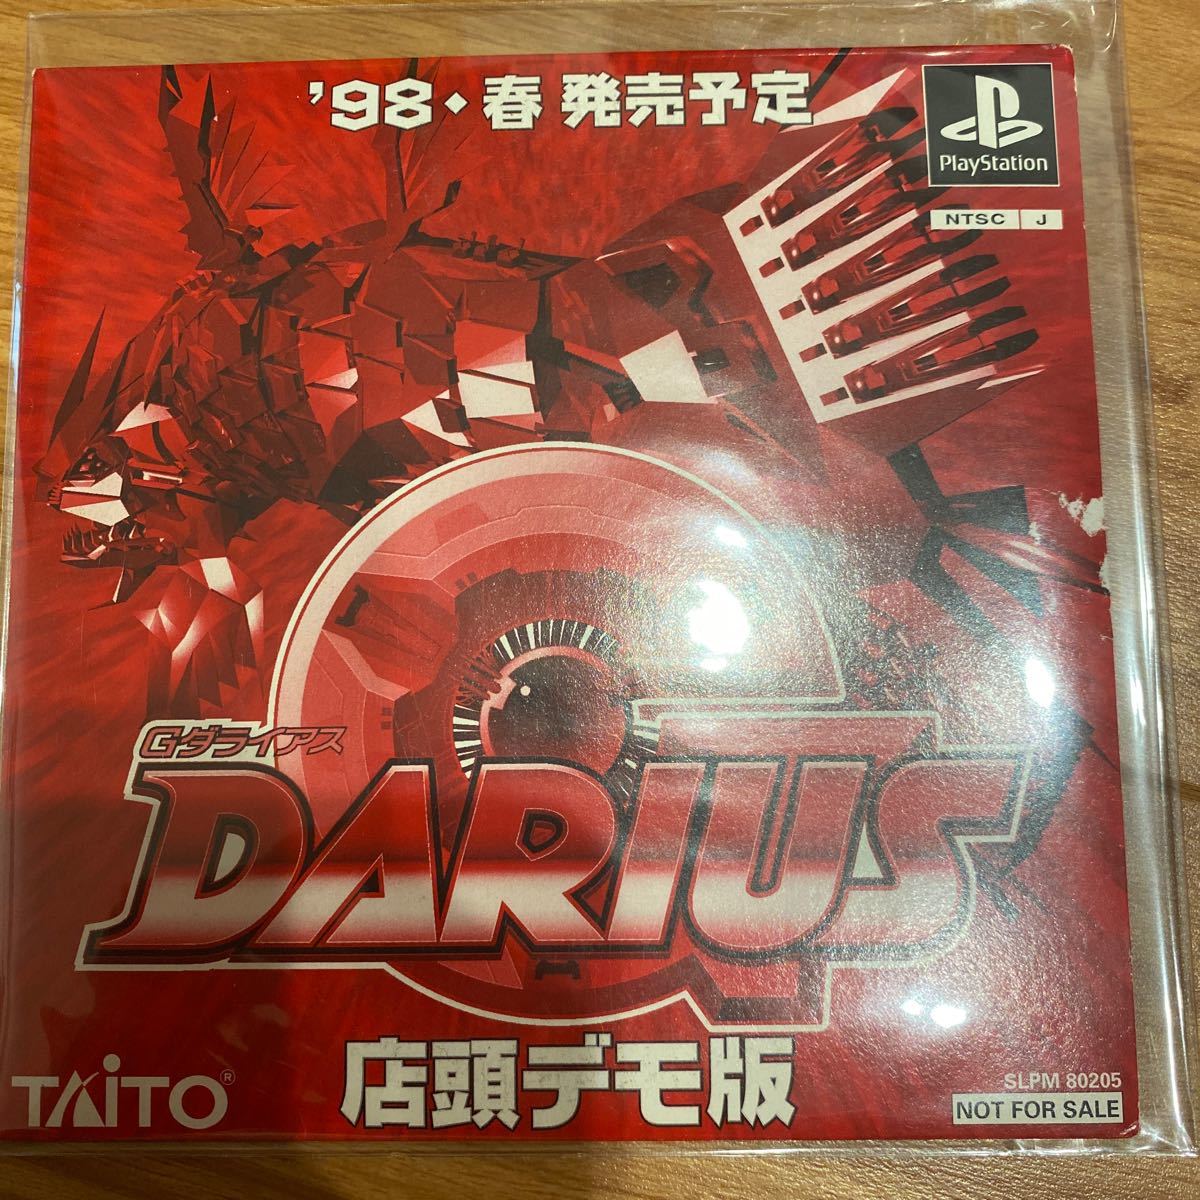 '98・春 発売予定
PlayStation
NTSC J
Gダライアス
G
DARIUS
店頭デモ版
TAITO®
SLPM 80205
NOT FOR SALE